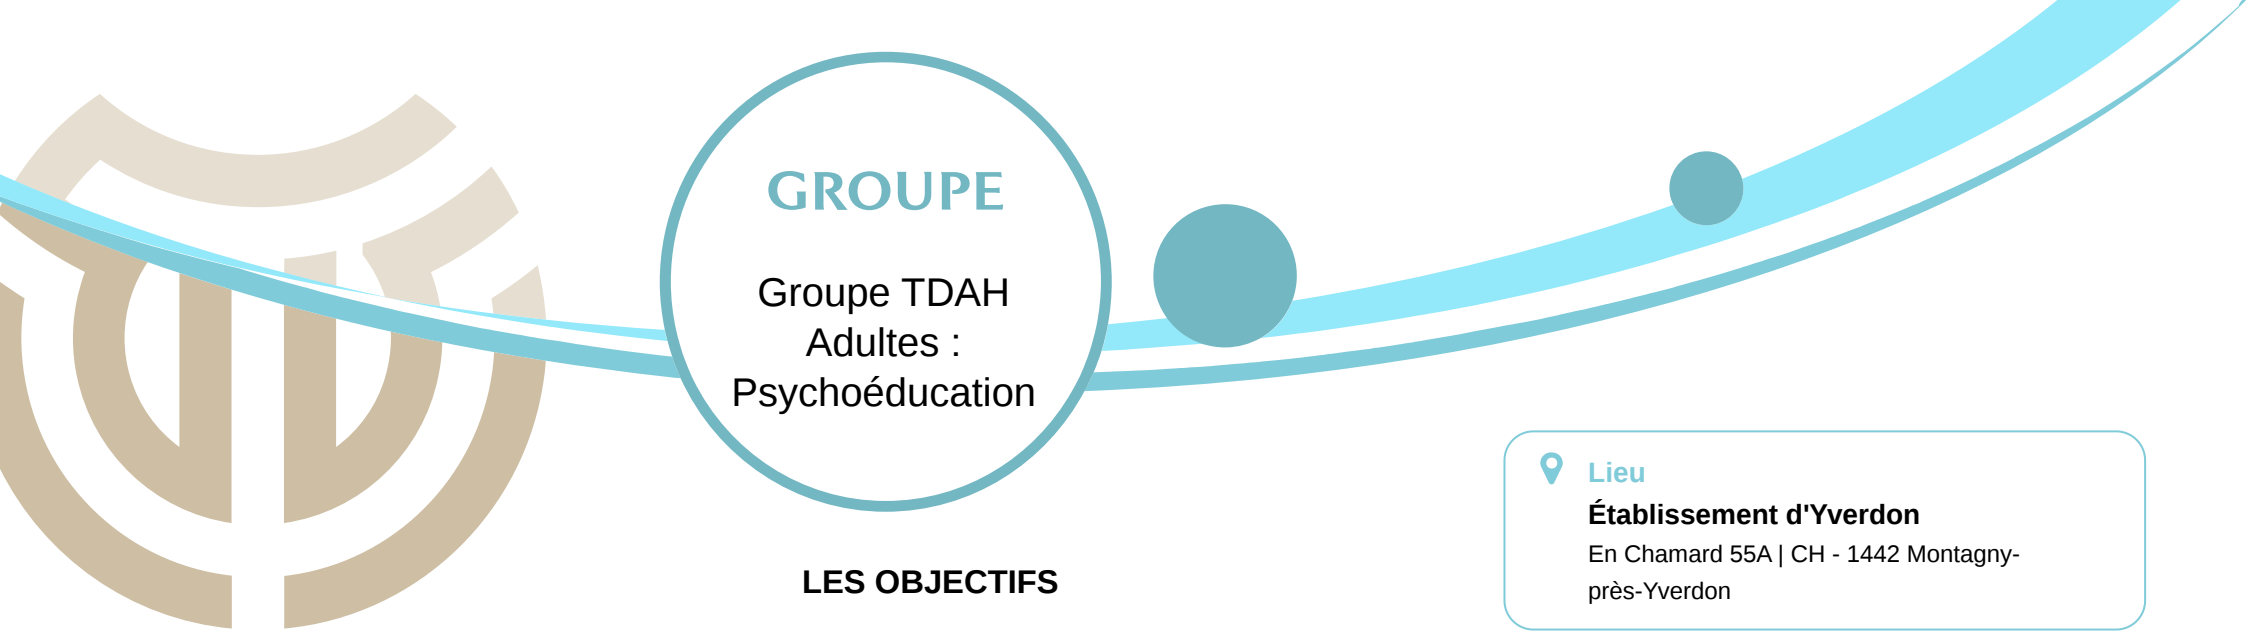 GROUPE
Groupe TDAH
Adultes :
Psychoéducation
LES OBJECTIFS
Lieu
Établissement d'Yverdon
En Chamard 55A | CH - 1442 Montagny-
près-Yverdon